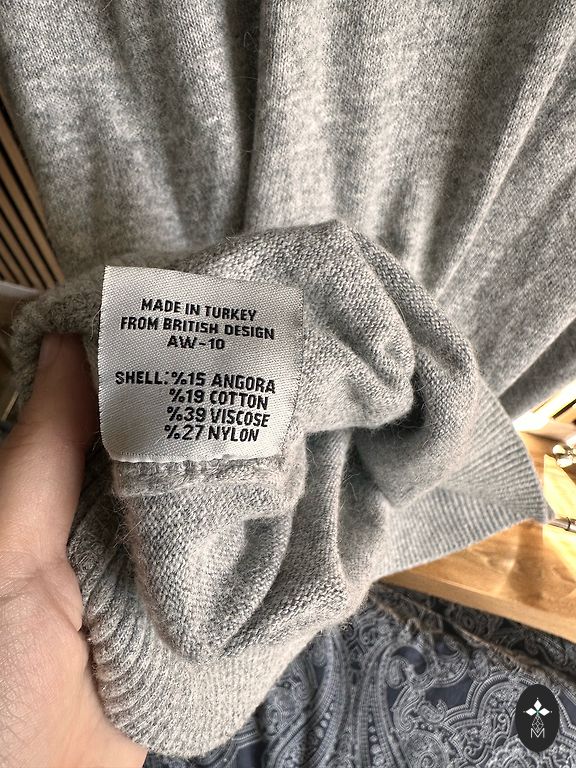 MADE IN TURKEY
FROM BRITISH DESIGN
AW-10
SHELL:%15 ANGORA
%19 COTTON
%39 VISCOSE
%27 NYLON
M